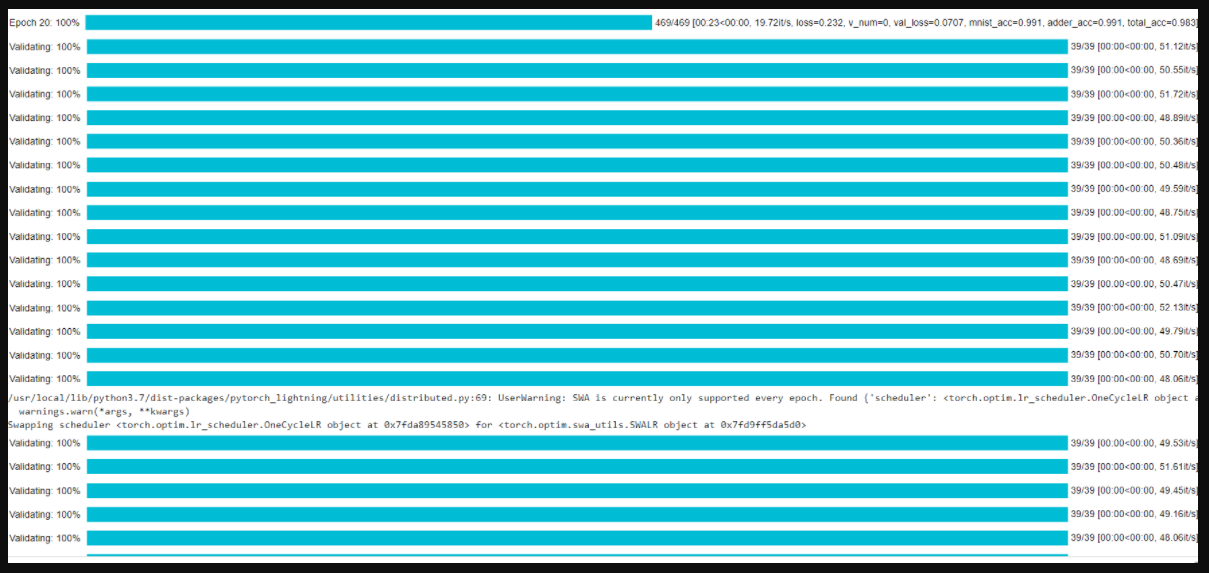 Epoch 20: 100% 469/469 [00:23<00:00, 19.72it/s, loss=0.232, v_num=0, val_loss=0.0707, mnist_acc=0.991, adder_acc=0.991, total_acc=0.983]
Validating: 100% 39/39 [00:00<00:00, 51.12it/s]
Validating: 100% 39/39 [00:00<00:00, 50.55it/s]
Validating: 100% 39/39 [00:00<00:00, 51.72it/s]
Validating: 100% 39/39 [00:00<00:00, 48.89it/s]
Validating: 100% 39/39 [00:00<00:00, 50.36it/s]
Validating: 100% 39/39 [00:00<00:00, 50.48it/s]
Validating: 100% 39/39 [00:00<00:00, 49.59it/s]
Validating: 100% 39/39 [00:00<00:00, 48.75it/s]
Validating: 100% 39/39 [00:00<00:00, 51.09it/s]
Validating: 100% 39/39 [00:00<00:00, 48.69it/s]
Validating: 100% 39/39 [00:00<00:00, 50.47it/s]
Validating: 100% 39/39 [00:00<00:00, 52.13it/s]
Validating: 100% 39/39 [00:00<00:00, 49.79it/s]
Validating: 100% 39/39 [00:00<00:00, 50.70it/s]
Validating: 100% 39/39 [00:00<00:00, 48.06it/s]
/usr/local/lib/python3.7/dist-packages/pytorch_lightning/utilities/distributed.py:69: UserWarning: SWA is currently only supported every epoch. Found {'scheduler': <torch.optim.lr_scheduler.OneCycleLR object a
warnings.warn(*args, **kwargs)
Swapping scheduler <torch.optim.lr_scheduler.OneCycleLR object at 0x7fda89545850> for <torch.optim.swa_utils.SWALR object at 0x7fd9ff5da5d0>
Validating: 100% 39/39 [00:00<00:00, 49.53it/s]
Validating: 100% 39/39 [00:00<00:00, 51.61it/s]
Validating: 100% 39/39 [00:00<00:00, 49.45it/s]
Validating: 100% 39/39 [00:00<00:00, 49.16it/s]
Validating: 100% 39/39 [00:00<00:00, 48.06it/s]